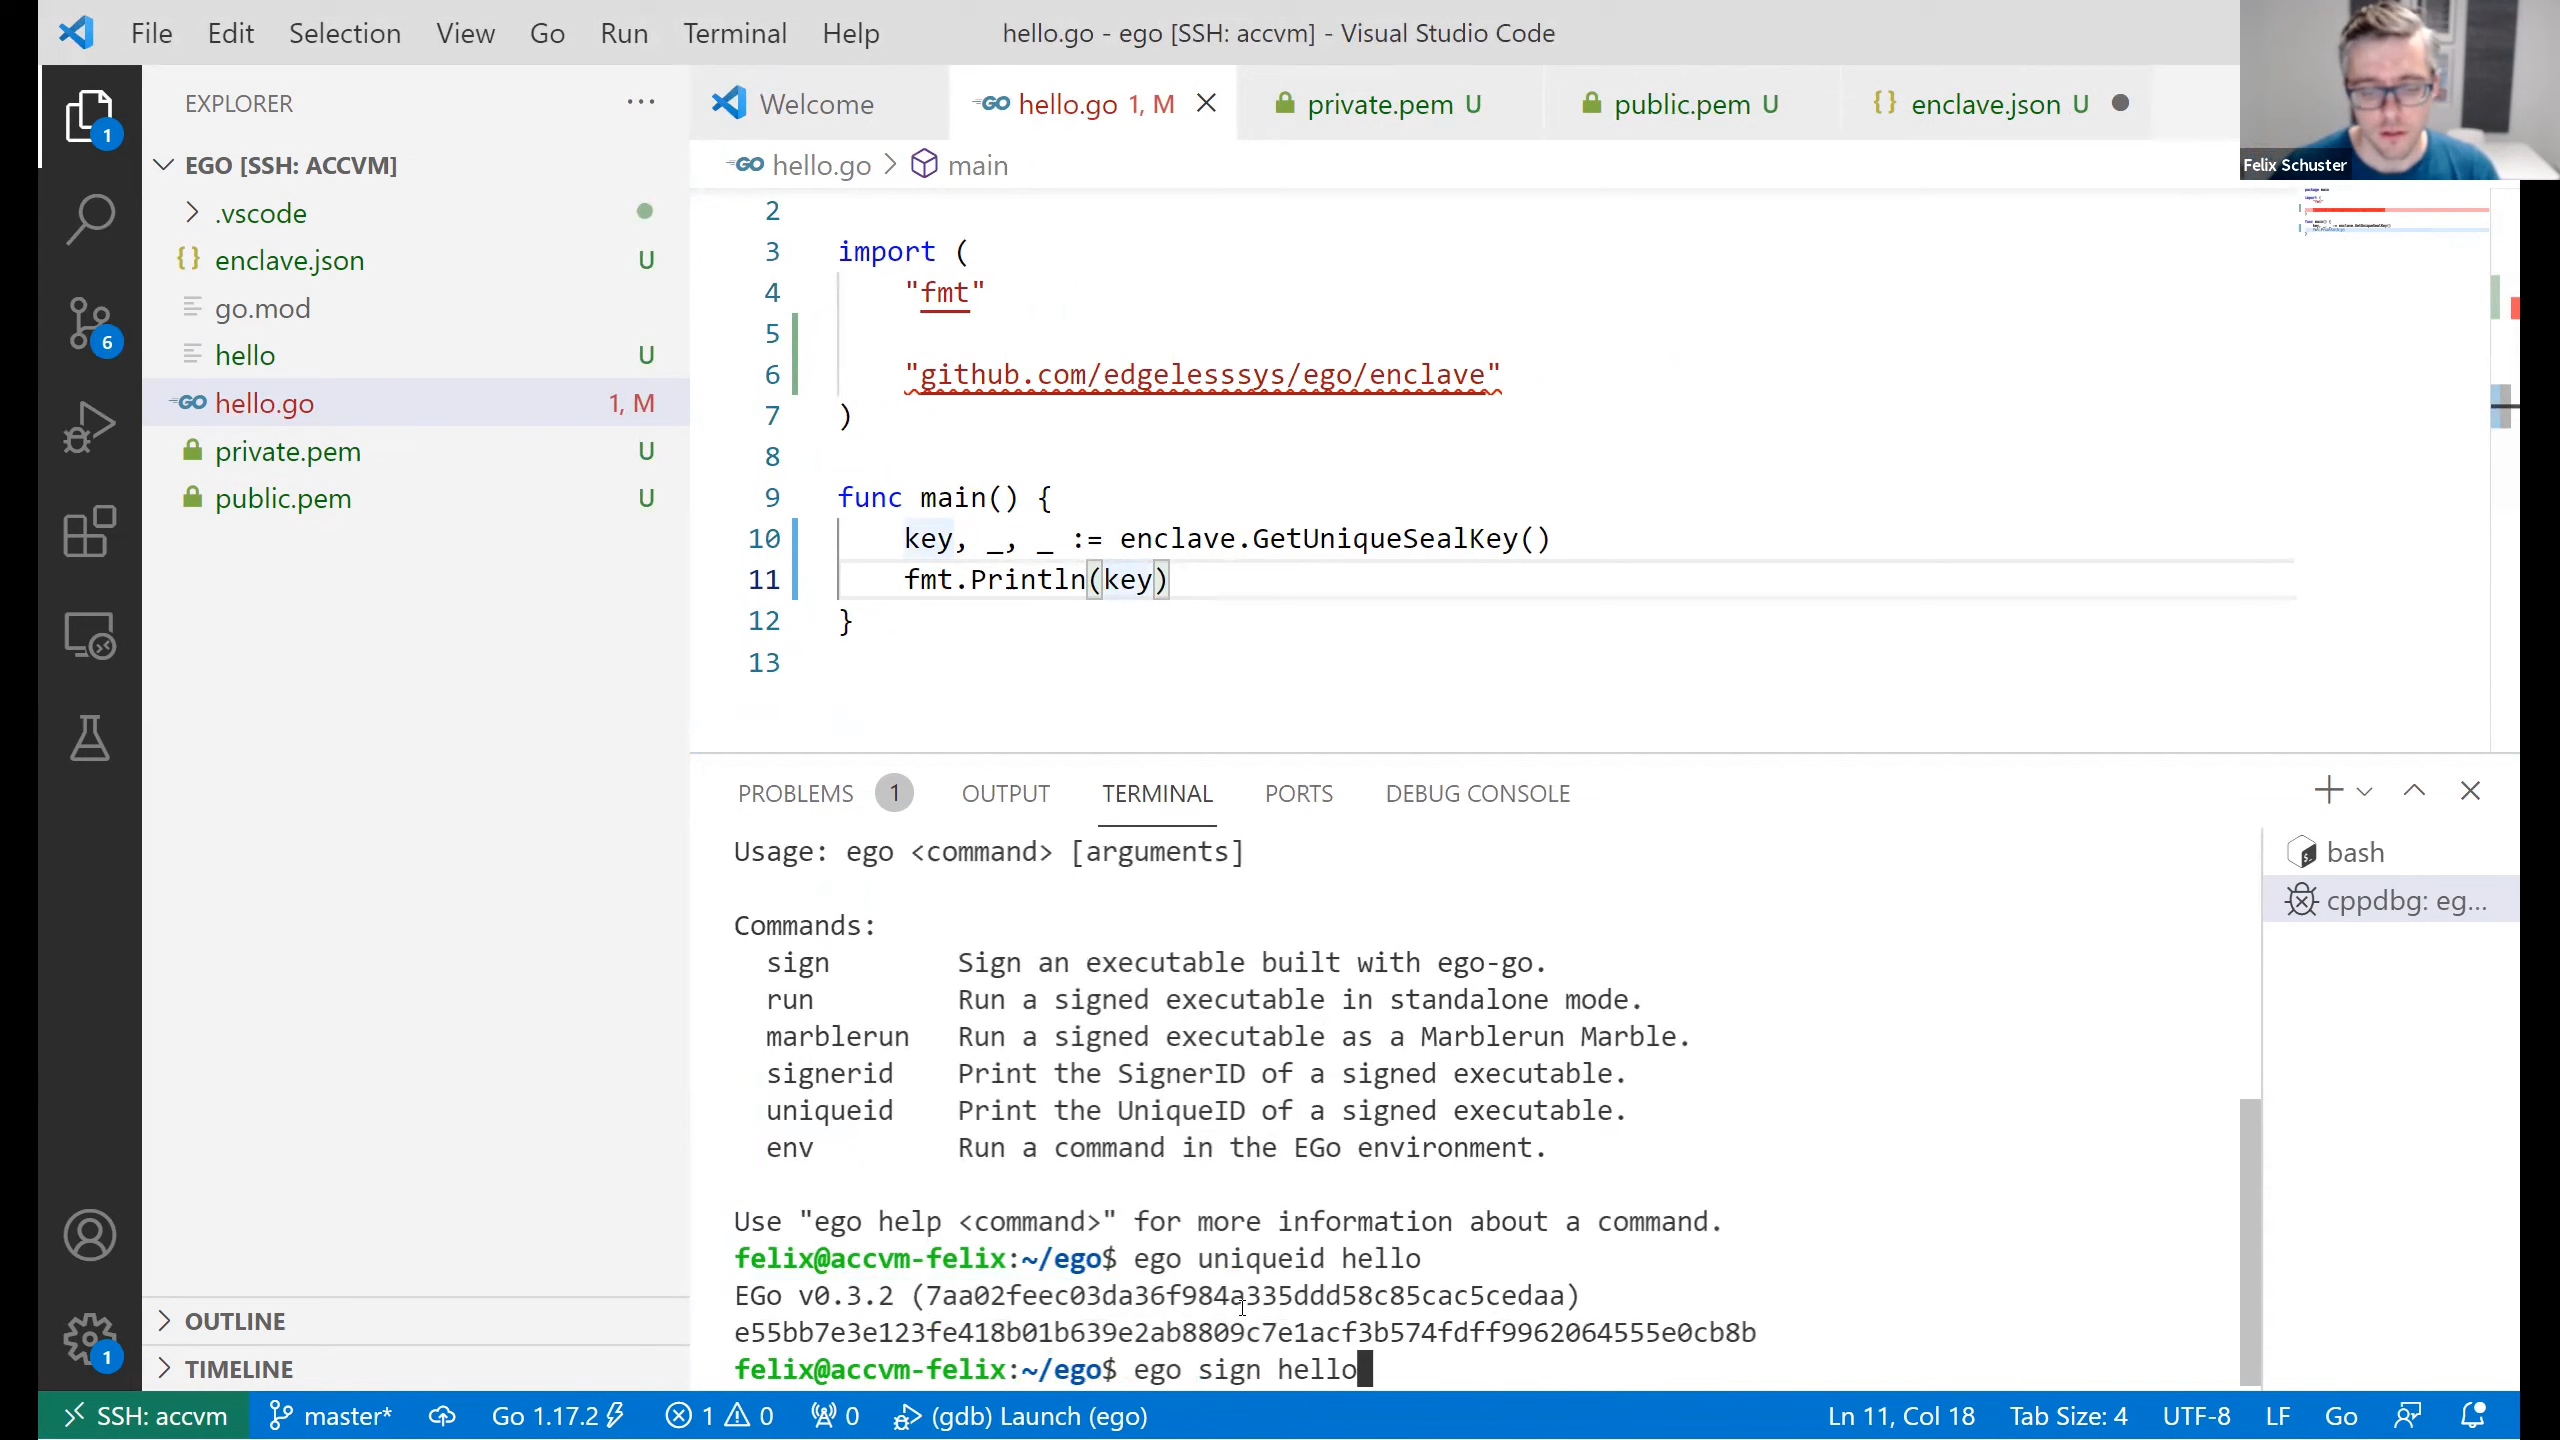 File Edit Selection View Go Run Terminal Help hello.go - ego [SSH: accvm] - Visual Studio Code
Felix Schuster
EXPLORER ···
EGO [SSH: ACCVM]
.vscode
{} enclave.json U
go.mod
hello U
GO hello.go 1, M
private.pem U
public.pem U
OUTLINE
TIMELINE
1
6
1
Welcome GO hello.go 1, M private.pem U public.pem U {} enclave.json U
GO hello.go > main
2
3 import (
4 "fmt"
5
6 "github.com/edgelesssys/ego/enclave"
7 )
8
9 func main() {
10 key, _, _ := enclave.GetUniqueSealKey()
11 fmt.Println(key)
12 }
13
PROBLEMS 1 OUTPUT TERMINAL PORTS DEBUG CONSOLE
bash
cppdbg: eg...
Usage: ego <command> [arguments]
Commands:
sign Sign an executable built with ego-go.
run Run a signed executable in standalone mode.
marblerun Run a signed executable as a Marblerun Marble.
signerid Print the SignerID of a signed executable.
uniqueid Print the UniqueID of a signed executable.
env Run a command in the EGo environment.
Use "ego help <command>" for more information about a command.
felix@accvm-felix:~/ego$ ego uniqueid hello
EGo v0.3.2 (7aa02feec03da36f984a335ddd58c85cac5cedaa)
e55bb7e3e123fe418b01b639e2ab8809c7e1acf3b574fdff9962064555e0cb8b
felix@accvm-felix:~/ego$ ego sign hello
SSH: accvm master* Go 1.17.2 1 0 0 (gdb) Launch (ego) Ln 11, Col 18 Tab Size: 4 UTF-8 LF Go